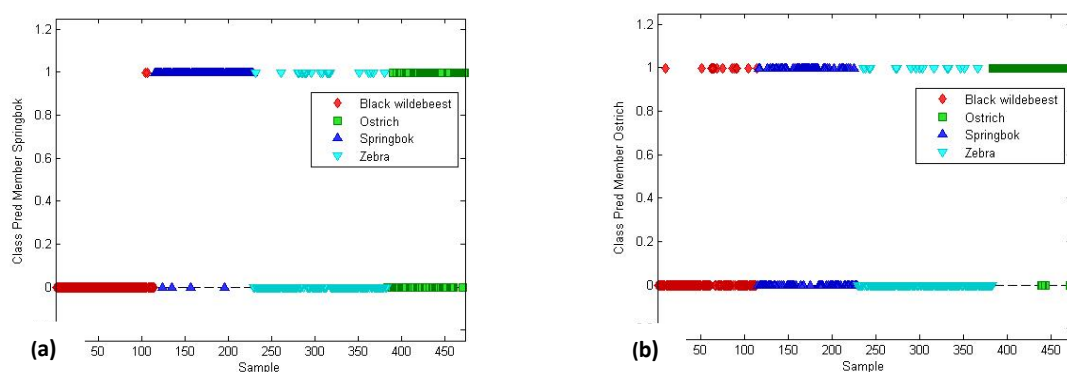 1.2
1
0.8
0.6
0.4
0.2
0
Class Pred Member Springbok
Black wildebeest
Ostrich
Springbok
Zebra
50 100 150 200 250 300 350 400 450
Sample
(a)
1.2
1
0.8
0.6
0.4
0.2
0
Class Pred Member Ostrich
Black wildebeest
Ostrich
Springbok
Zebra
50 100 150 200 250 300 350 400 450
Sample
(b)